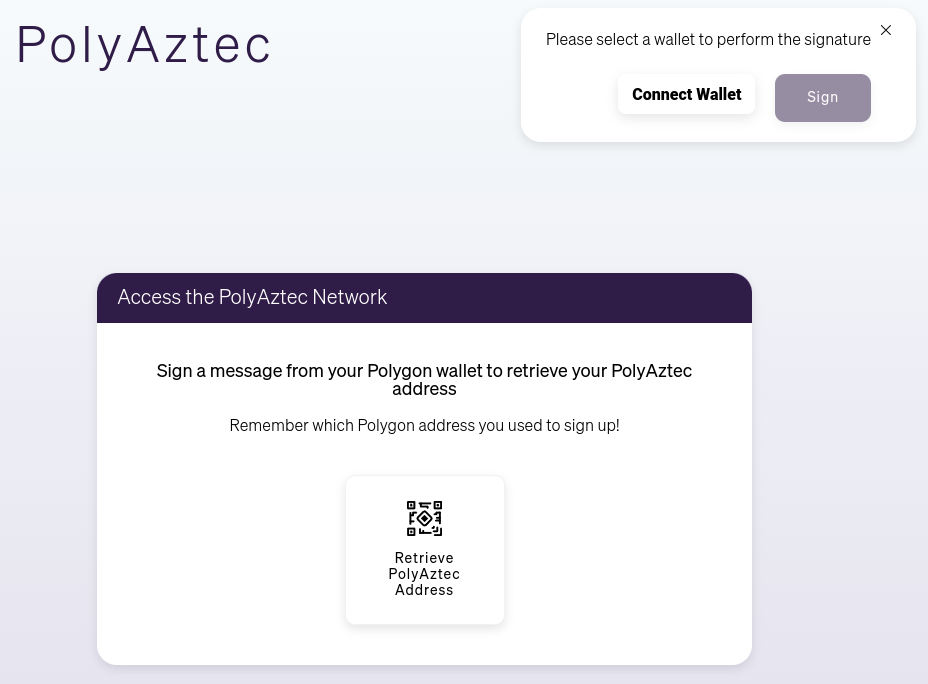 PolyAztec
Please select a wallet to perform the signature
Connect Wallet
Sign
Access the PolyAztec Network
Sign a message from your Polygon wallet to retrieve your PolyAztec
address
Remember which Polygon address you used to sign up!
Retrieve
PolyAztec
Address